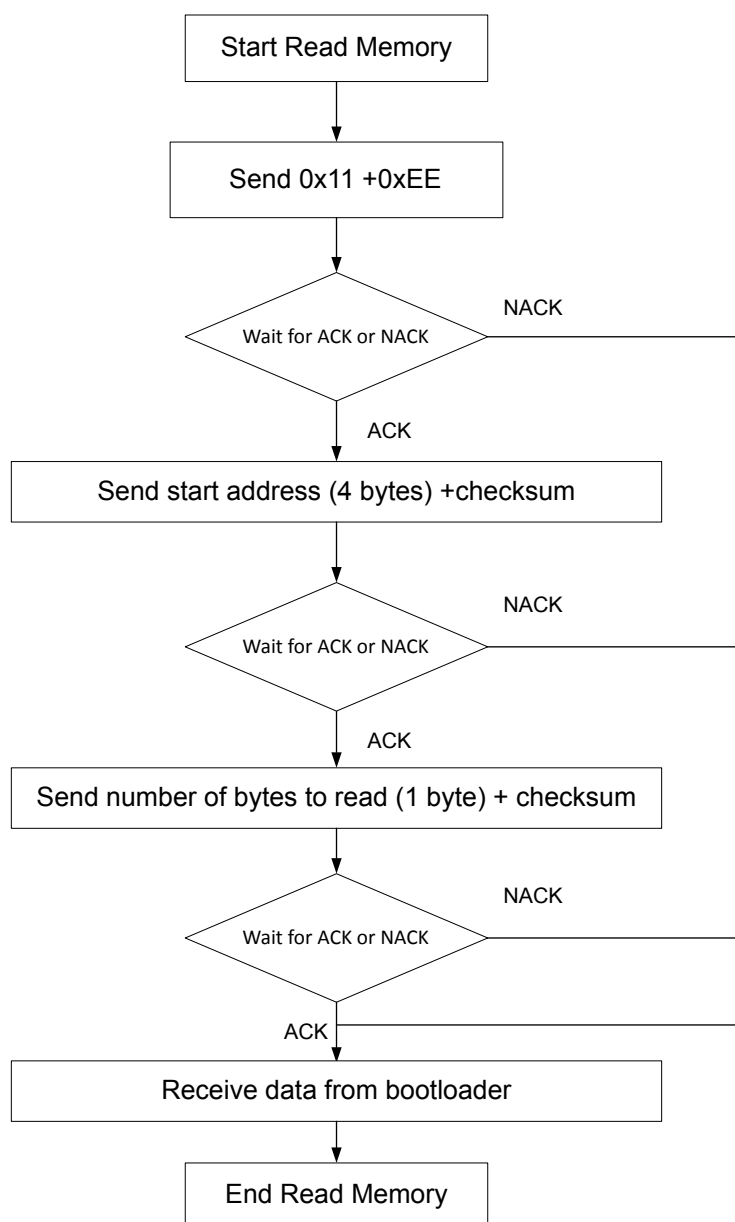 Start Read Memory
Send 0x11 +0xEE
NACK
Wait for ACK or NACK
ACK
Send start address (4 bytes) +checksum
NACK
Wait for ACK or NACK
ACK
Send number of bytes to read (1 byte) + checksum
NACK
Wait for ACK or NACK
ACK
Receive data from bootloader
End Read Memory